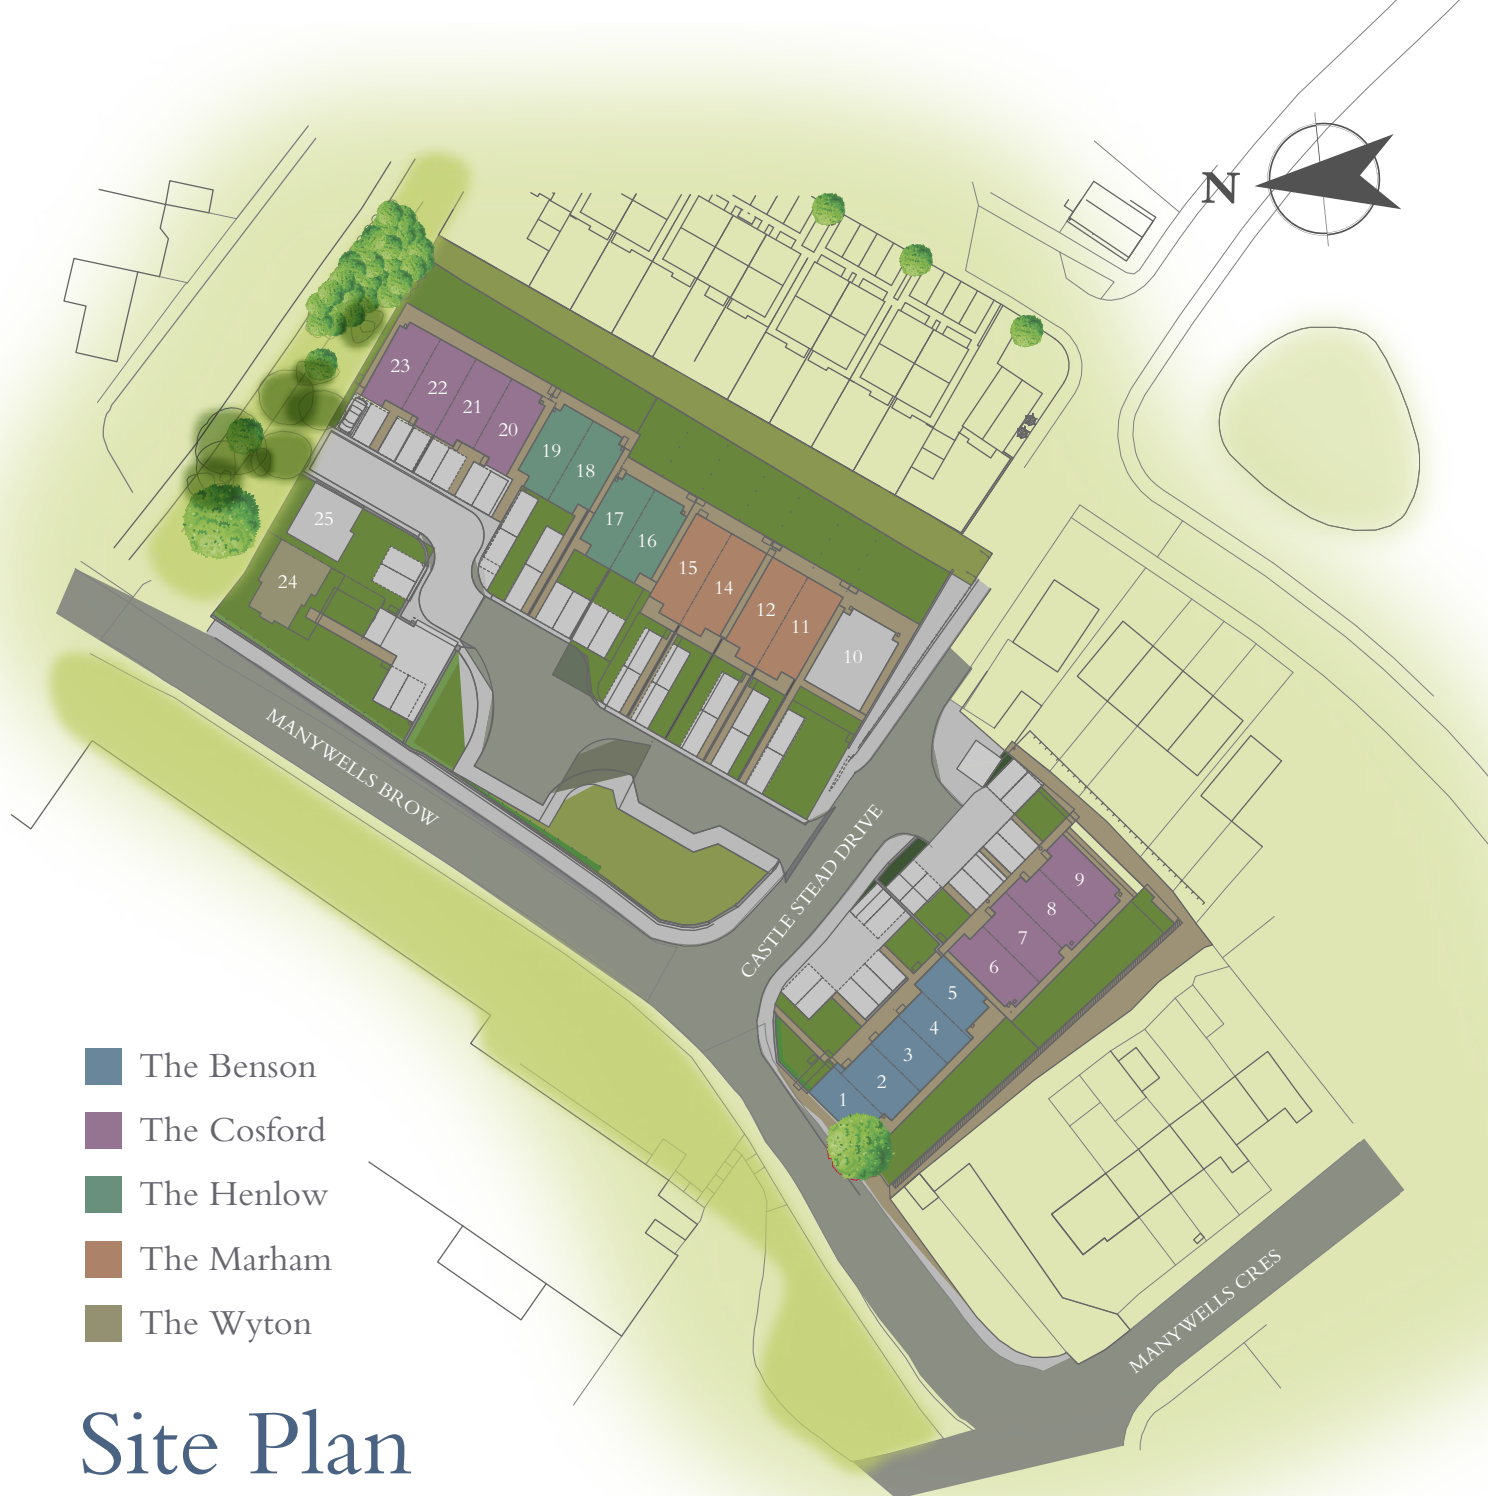 N
23
22
21
20
19
18
17
16
15
14
12
11
10
25
24
MANYWELLS BROW
CASTLE STEAD DRIVE
9
8
7
6
5
4
3
2
1
MANYWELLS CRES
The Benson
The Cosford
The Henlow
The Marham
The Wyton
Site Plan